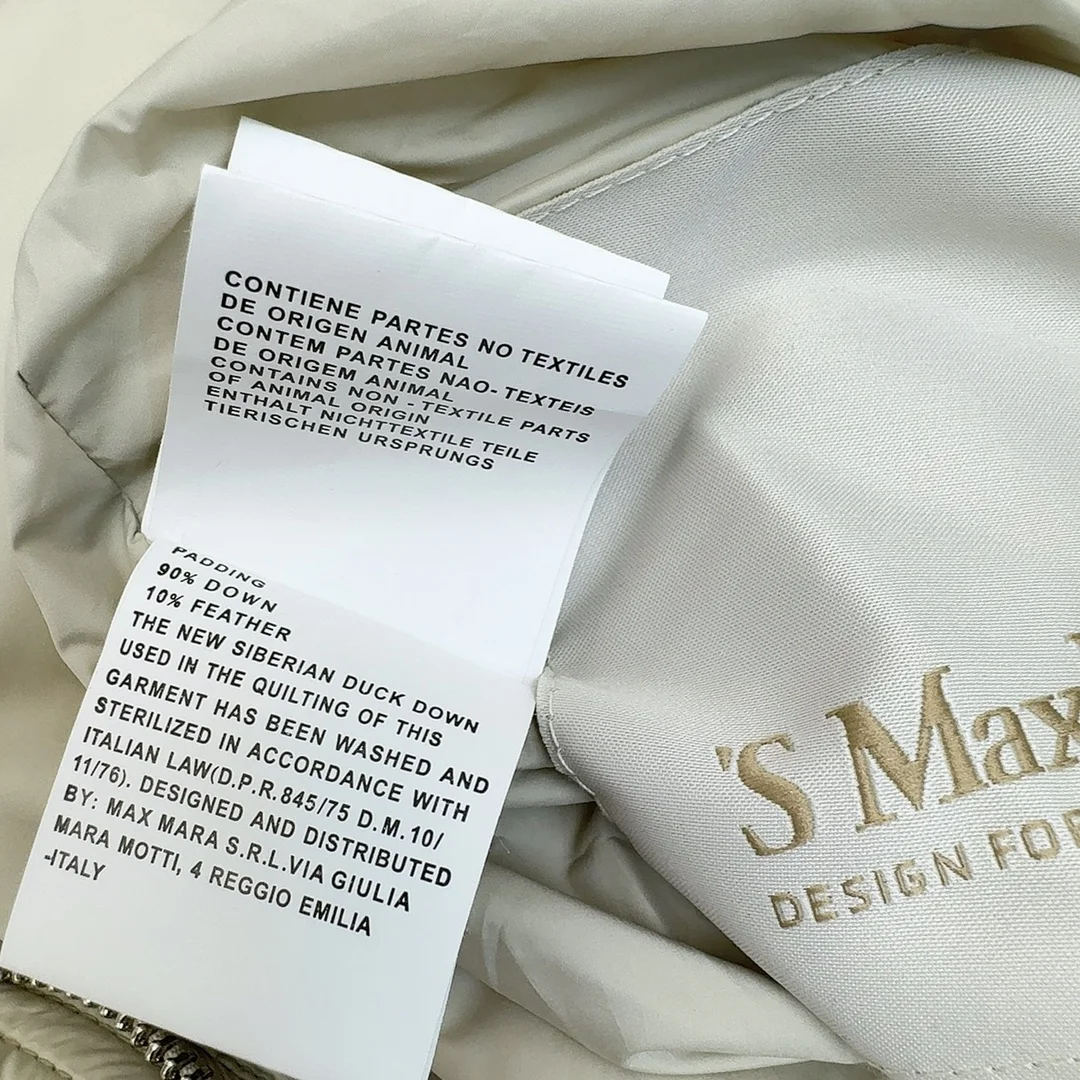 CONTIENE PARTES NO TEXTILES
DE ORIGEN ANIMAL
CONTEM PARTES NAO-TEXTEIS
DE ORIGEM ANIMAL
CONTAINS NON-TEXTILE PARTS
OF ANIMAL ORIGIN
ENTHALT NICHTTEXTILE TEILE
TIERISCHEN URSPRUNGS
PADDING
90% DOWN
10% FEATHER
THE NEW SIBERIAN DUCK DOWN
USED IN THE QUILTING OF THIS
GARMENT HAS BEEN WASHED AND
STERILIZED IN ACCORDANCE WITH
ITALIAN LAW(D.P.R.845/75 D.M.10/
11/76). DESIGNED AND DISTRIBUTED
BY: MAX MARA S.R.L.VIA GIULIA
MARA MOTTI, 4 REGGIO EMILIA
-ITALY
'S Max
DESIGN FOR